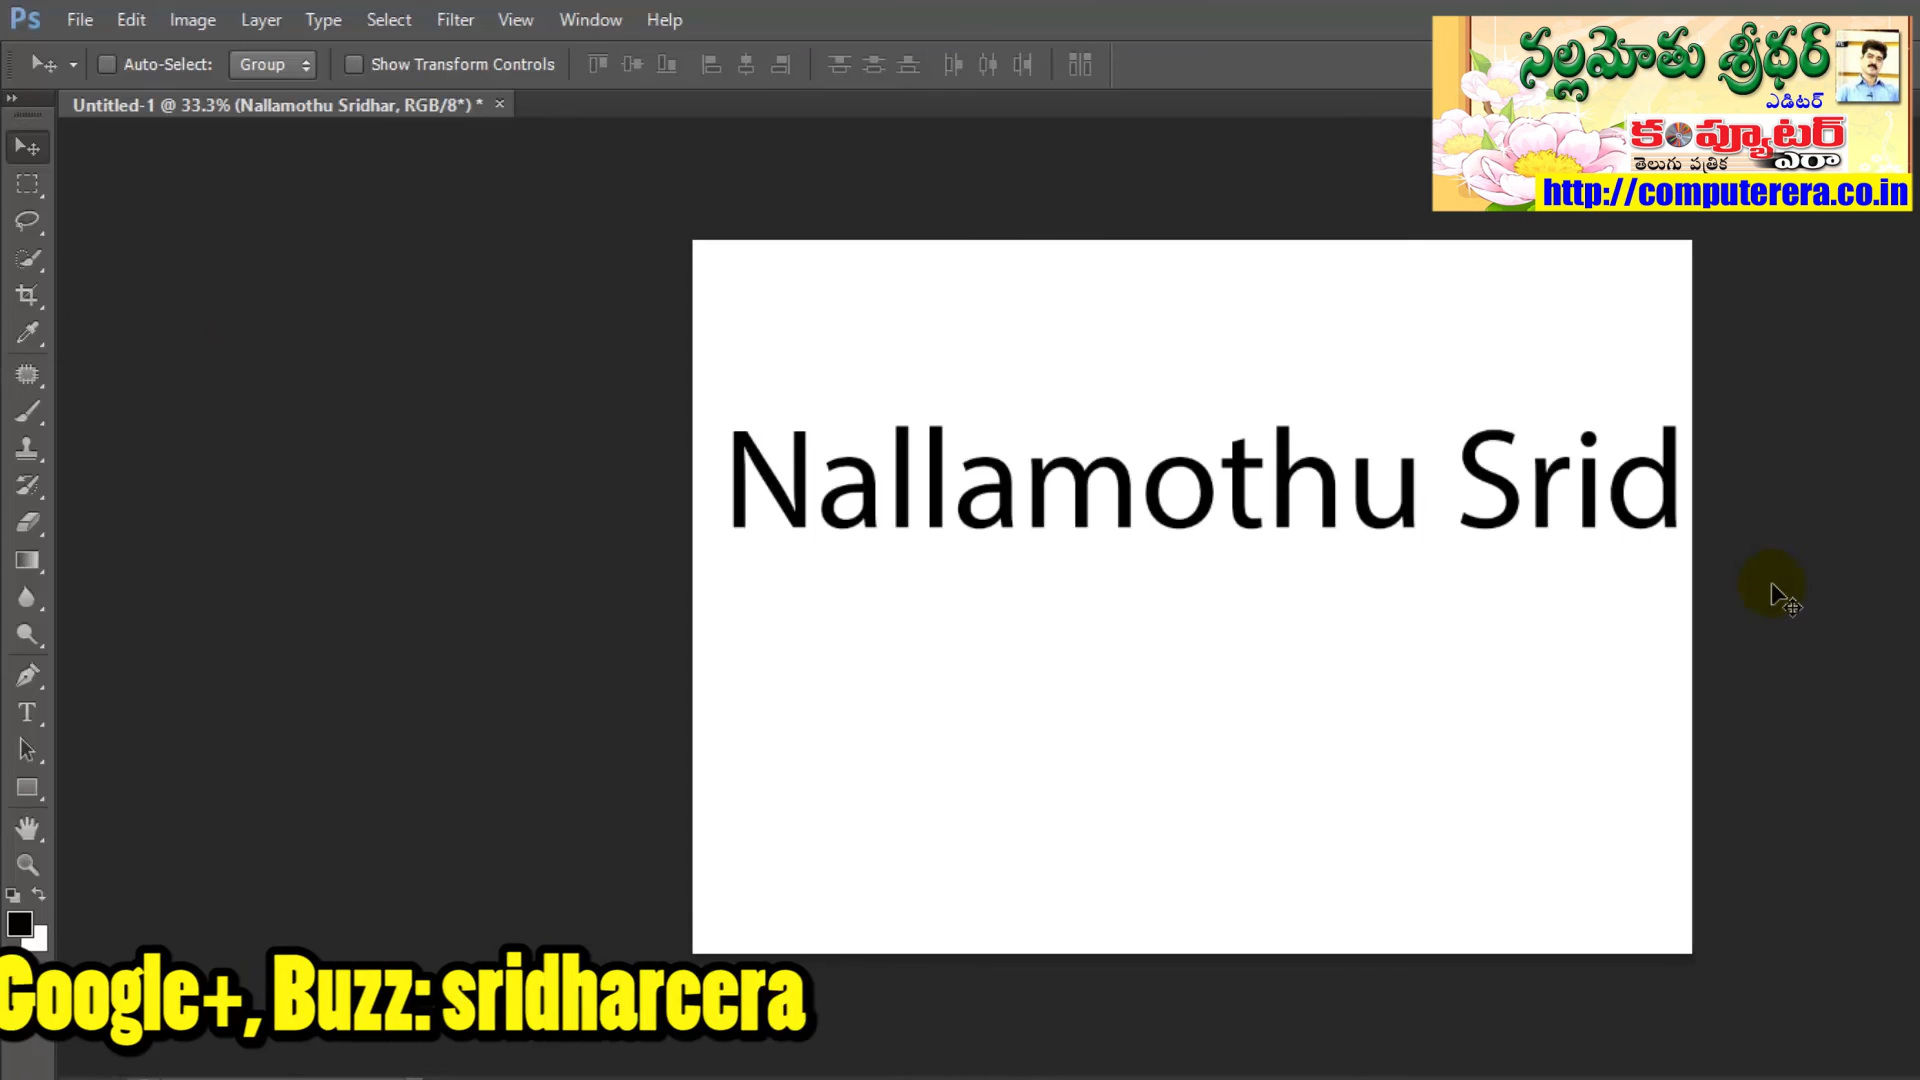 Ps File Edit Image Layer Type Select Filter View Window Help
Auto-Select: Group Show Transform Controls
Untitled-1 @ 33.3% (Nallamothu Sridhar, RGB/8*) * ×
నల్లమోతు శ్రీధర్
ఎడిటర్
కంప్యూటర్
తెలుగు పత్రిక ఎరా
http://computerera.co.in
Nallamothu Srid
T
Google+, Buzz: sridharcera